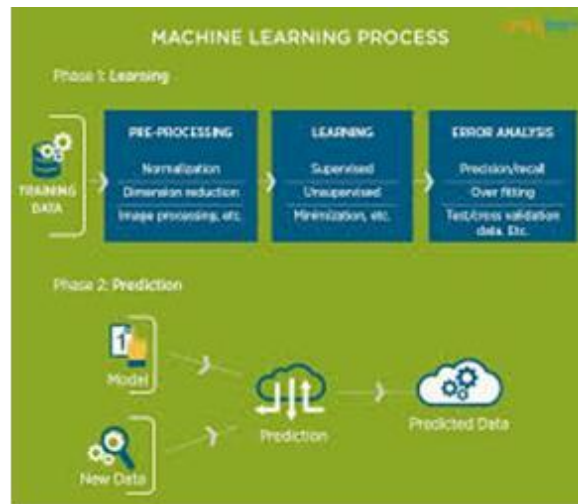 MACHINE LEARNING PROCESS
Phase 1: Learning
TRAINING
DATA
PRE-PROCESSING
Normalization
Dimension reduction
Image processing, etc.
LEARNING
Supervised
Unsupervised
Minimization, etc.
ERROR ANALYSIS
Precision/recall
Over fitting
Test/cross validation
data. Etc.
Phase 2: Prediction
1
Model
New Data
Prediction
Predicted Data